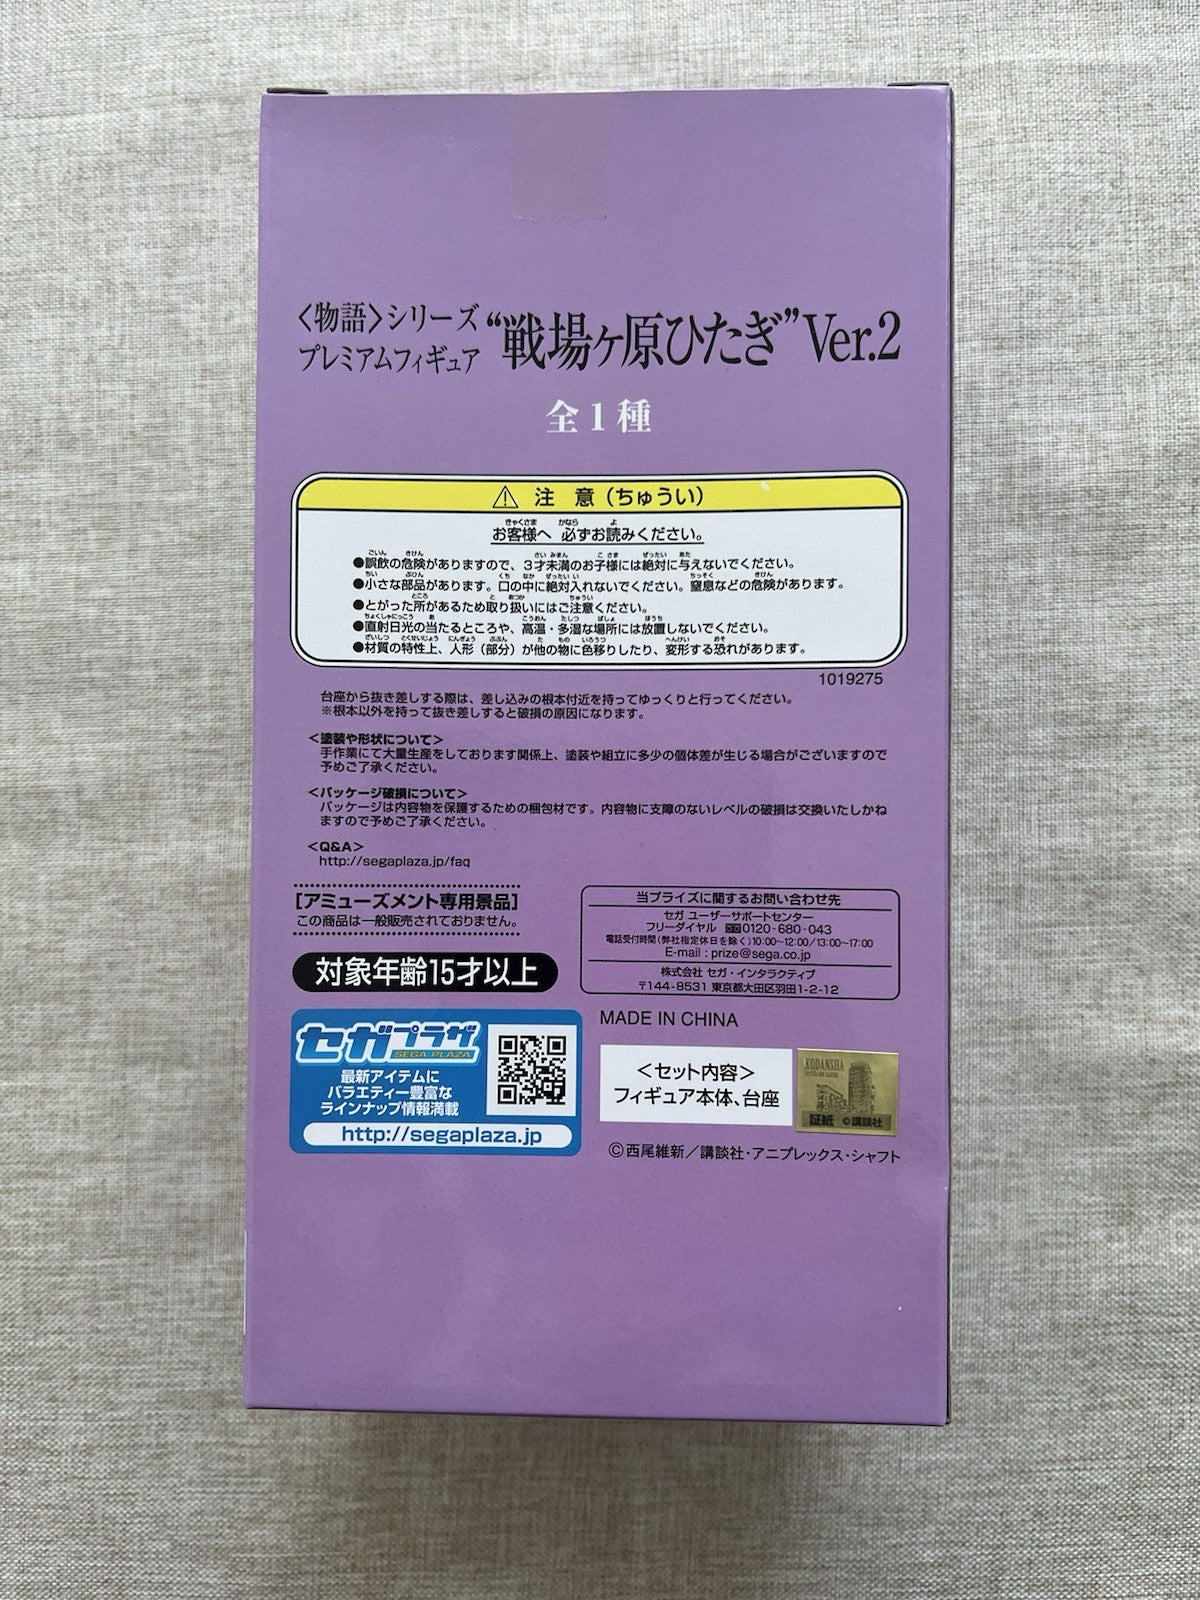 〈物語〉シリーズ
プレミアムフィギュア
“戦場ヶ原ひたぎ”Ver.2
全1種
⚠ 注 意（ちゅうい）
お客様へ 必ずお読みください。
●誤飲の危険がありますので、3才未満のお子様には絶対に与えないでください。
●小さな部品があります。口の中に絶対入れないでください。窒息などの危険があります。
●とがった所があるため取り扱いにはご注意ください。
●直射日光の当たるところや、高温・多湿な場所には放置しないでください。
●材質の特性上、人形（部分）が他の物に色移りしたり、変形する恐れがあります。
1019275
台座から抜き差しする際は、差し込みの根本付近を持ってゆっくりと行ってください。
※根本以外を持って抜き差しすると破損の原因になります。
＜塗装や形状について＞
手作業にて大量生産をしております関係上、塗装や組立に多少の個体差が生じる場合がございますので
予めご了承ください。
＜パッケージ破損について＞
パッケージは内容物を保護するための梱包材です。内容物に支障のないレベルの破損は交換いたしかね
ますので予めご了承ください。
＜Q&A＞
http://segaplaza.jp/faq
[アミューズメント専用景品]
この商品は一般販売されておりません。
対象年齢15才以上
当プライズに関するお問い合わせ先
セガ ユーザーサポートセンター
フリーダイヤル 0120-680-043
電話受付時間（弊社指定休日を除く）10:00~12:00/13:00~17:00
E-mail : prize@sega.co.jp
株式会社 セガ・インタラクティブ
〒144-8531 東京都大田区羽田1-2-12
セガプラザ
SEGA PLAZA
最新アイテムに
バラエティー豊富な
ラインナップ情報満載
http://segaplaza.jp
MADE IN CHINA
＜セット内容＞
フィギュア本体、台座
KODANSHA
証紙 ©講談社
©西尾維新／講談社・アニプレックス・シャフト